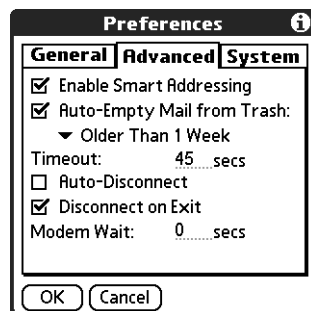 Preferences
General Advanced System
Enable Smart Addressing
Auto-Empty Mail from Trash:
Older Than 1 Week
Timeout: 45 secs
Auto-Disconnect
Disconnect on Exit
Modem Wait: 0 secs
OK Cancel